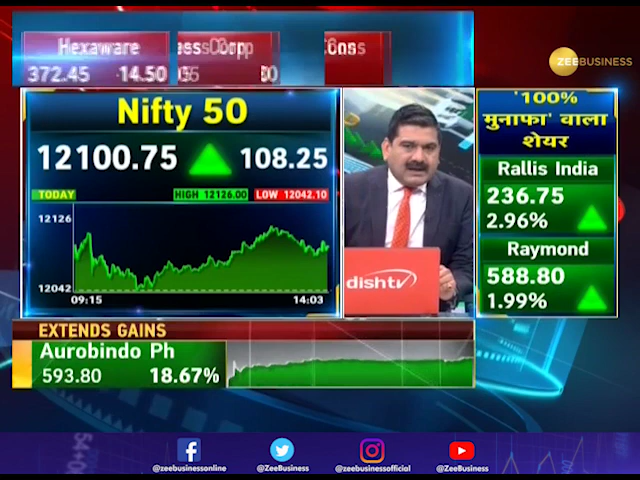 Hexaware
372.45 14.50
ZEEBUSINESS
Nifty 50
12100.75 108.25
TODAY HIGH 12126.00 LOW 12042.10
12126
12042
09:15 14:03
dishtv
'100%
मुनाफा' वाला
शेयर
Rallis India
236.75
2.96%
Raymond
588.80
1.99%
EXTENDS GAINS
Aurobindo Ph
593.80 18.67%
@zeebusinessonline @ZeeBusiness @zeebusinessofficial @ZeeBusiness